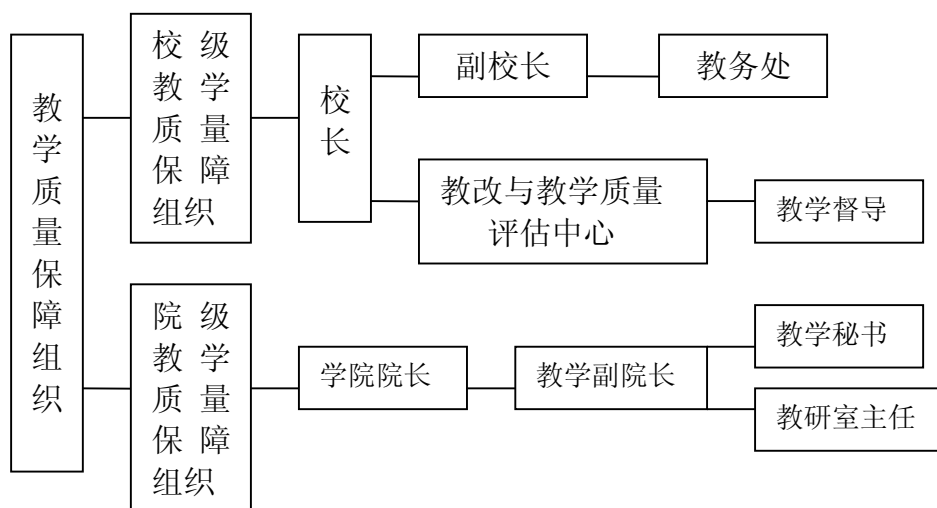 教学质量保障组织
校级
教学
质量
保障
组织
校长
副校长
教务处
教改与教学质量
评估中心
教学督导
院级
教学
质量
保障
组织
学院院长
教学副院长
教学秘书
教研室主任